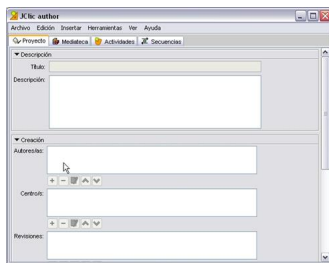 JClic author
Archivo Edición Insertar Herramientas Ver Ayuda
Proyecto Mediateca Actividades Secuencias
Descripción
Título:
Descripción:
Creación
Autores/as:
Centro/s:
Revisiones: